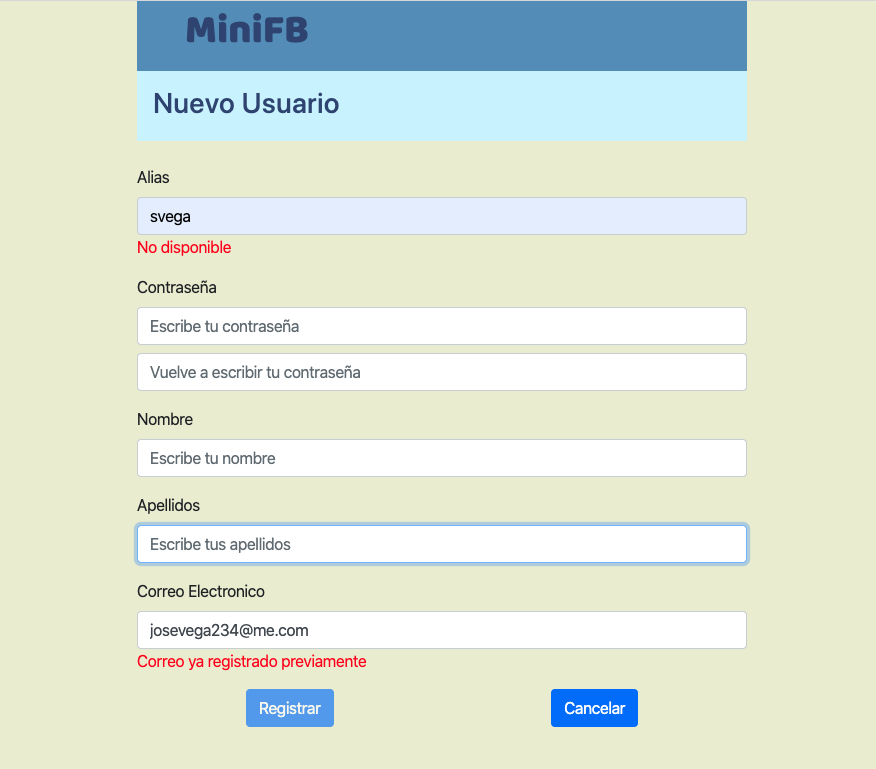 MiniFB
Nuevo Usuario
Alias
svega
No disponible
Contraseña
Escribe tu contraseña
Vuelve a escribir tu contraseña
Nombre
Escribe tu nombre
Apellidos
Escribe tus apellidos
Correo Electronico
josevega234@me.com
Correo ya registrado previamente
Registrar
Cancelar